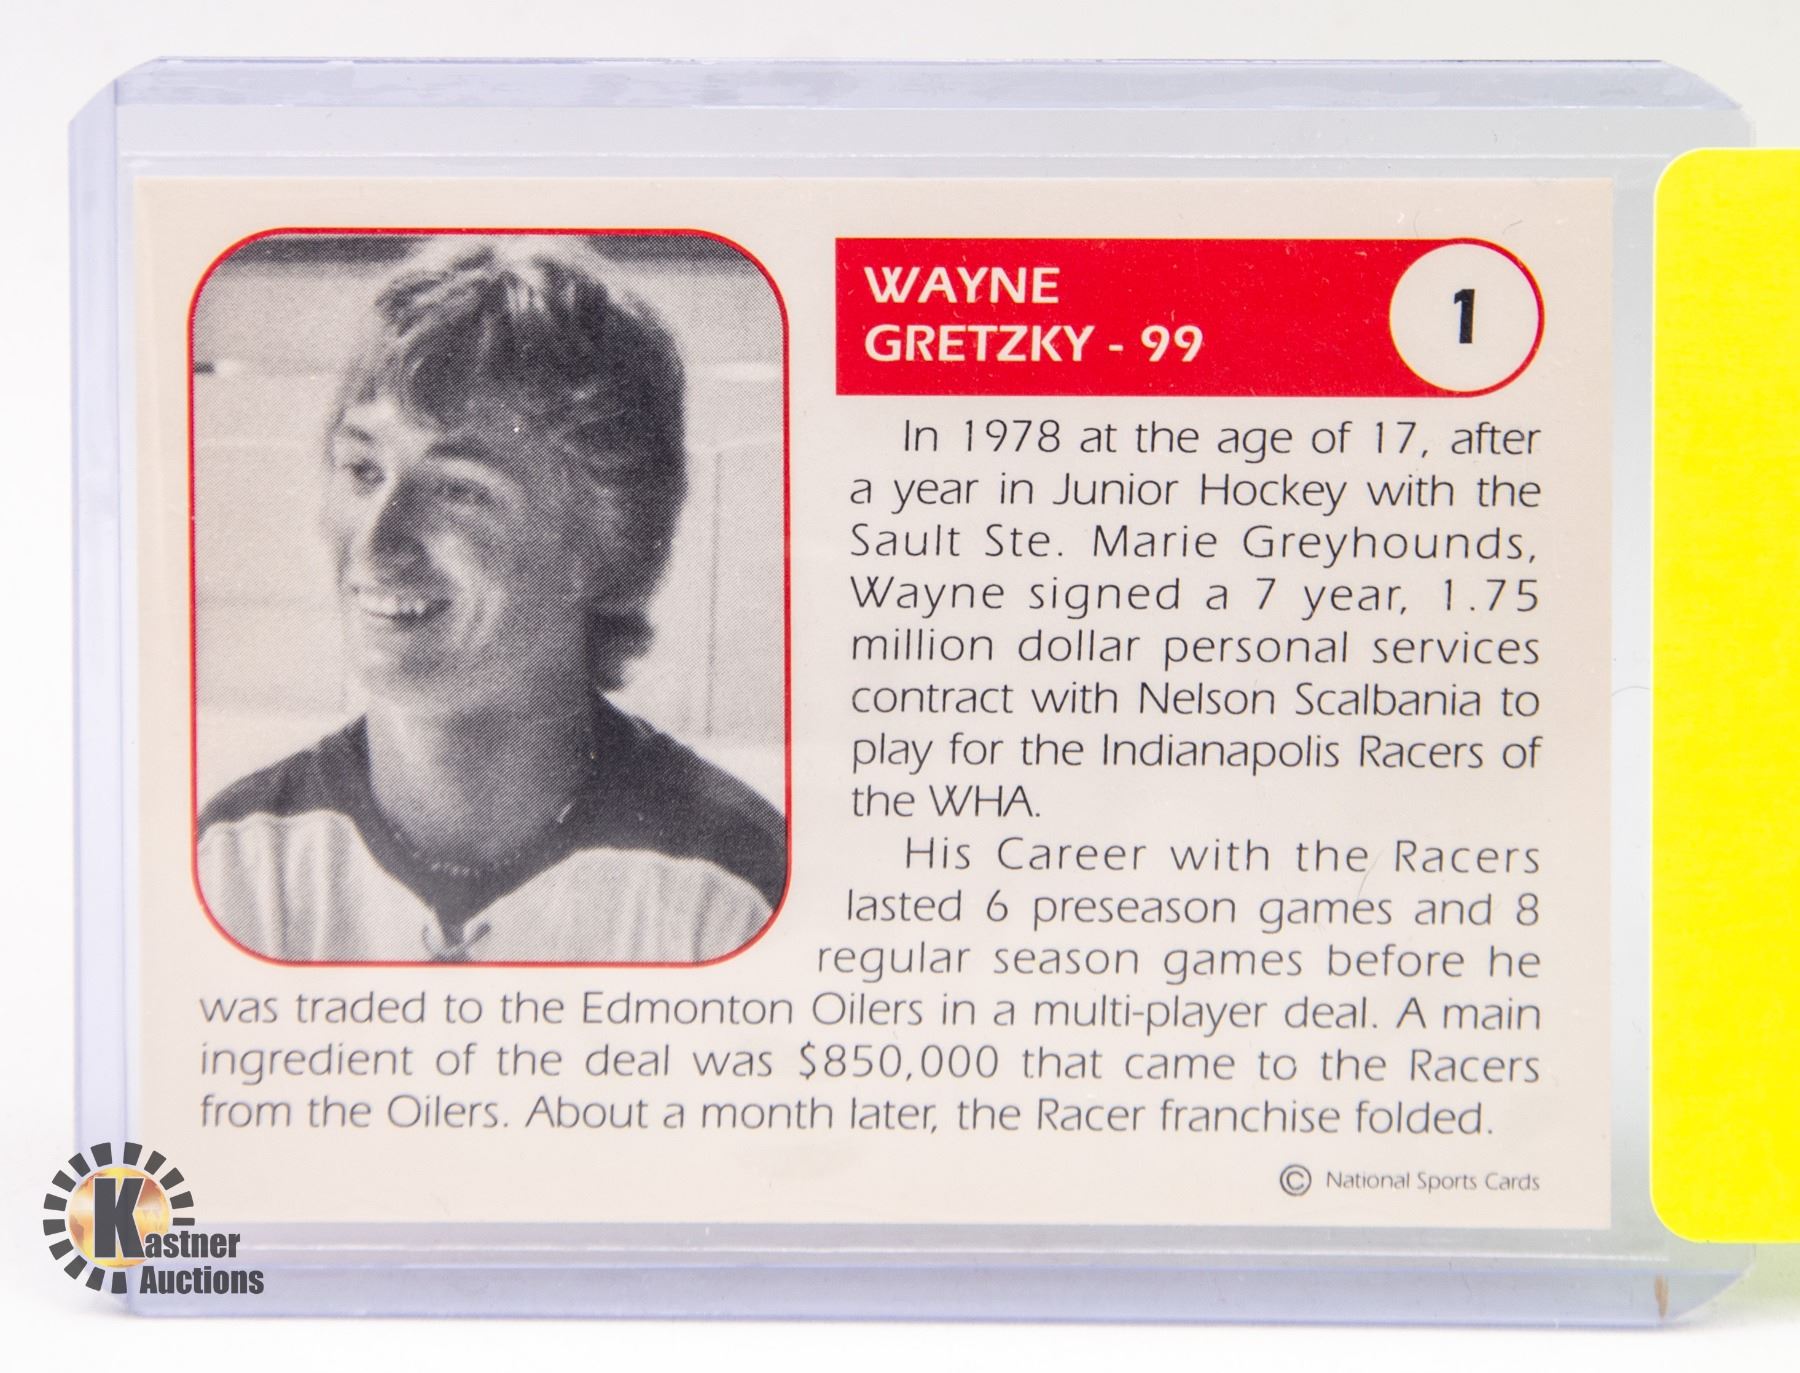 WAYNE
GRETZKY - 99
1
In 1978 at the age of 17, after
a year in Junior Hockey with the
Sault Ste. Marie Greyhounds,
Wayne signed a 7 year, 1.75
million dollar personal services
contract with Nelson Scalbania to
play for the Indianapolis Racers of
the WHA.
His Career with the Racers
lasted 6 preseason games and 8
regular season games before he
was traded to the Edmonton Oilers in a multi-player deal. A main
ingredient of the deal was $850,000 that came to the Racers
from the Oilers. About a month later, the Racer franchise folded.
© National Sports Cards
Kastner
Auctions